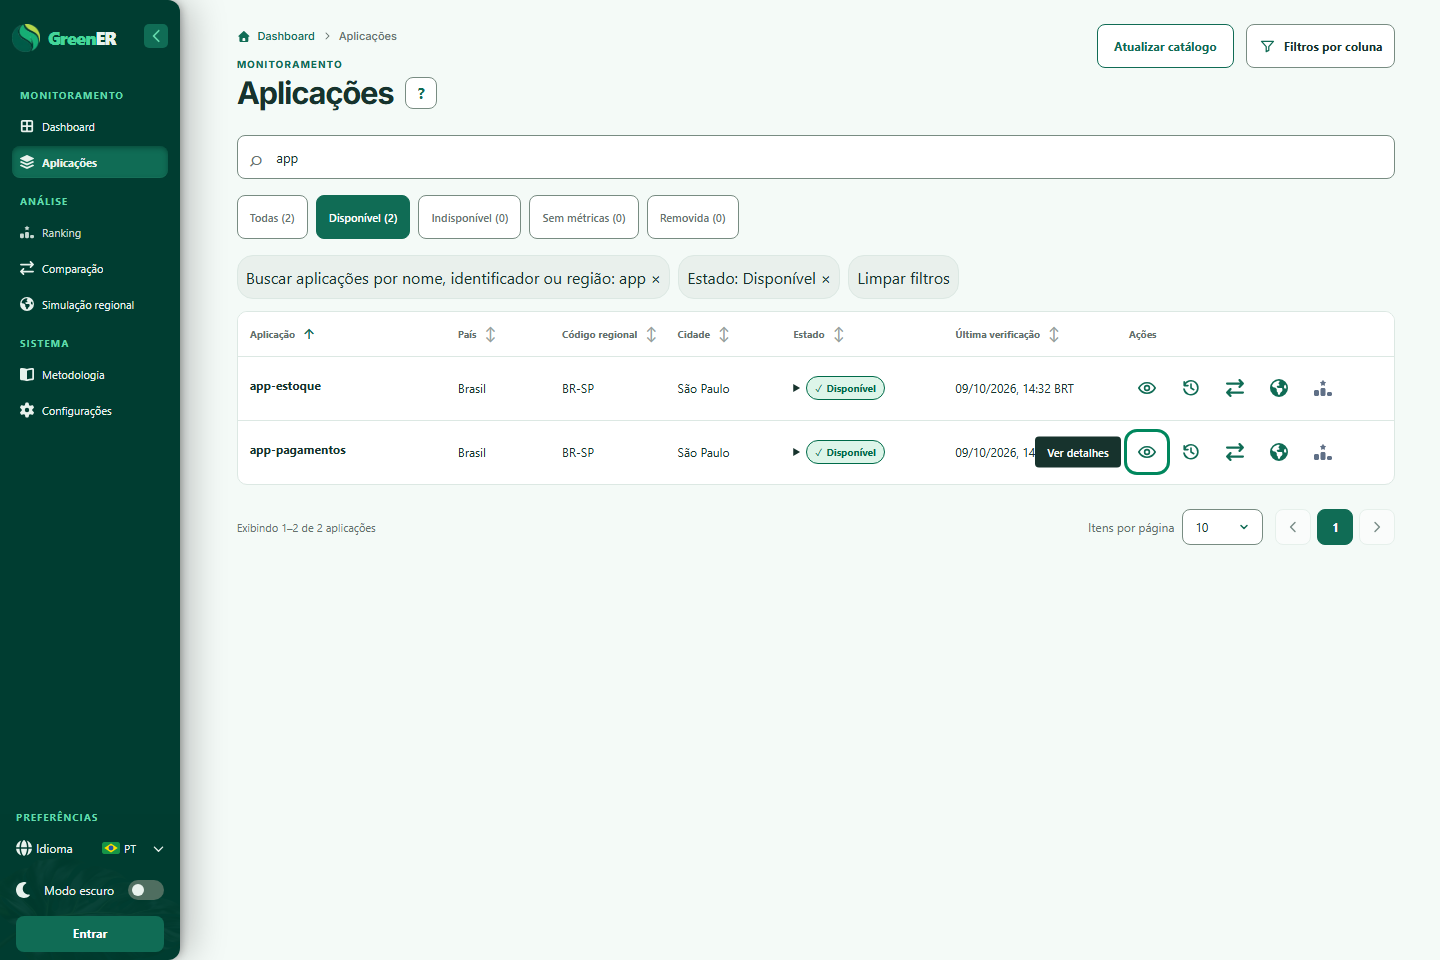 GreenER
MONITORAMENTO
Dashboard
Aplicações
ANÁLISE
Ranking
Comparação
Simulação regional
SISTEMA
Metodologia
Configurações
PREFERÊNCIAS
Idioma PT
Modo escuro
Entrar
Dashboard > Aplicações
MONITORAMENTO
Aplicações ?
Atualizar catálogo
Filtros por coluna
app
Todas (2) Disponível (2) Indisponível (0) Sem métricas (0) Removida (0)
Buscar aplicações por nome, identificador ou região: app × Estado: Disponível × Limpar filtros
Aplicação País Código regional Cidade Estado Última verificação Ações
app-estoque Brasil BR-SP São Paulo ✓ Disponível 09/10/2026, 14:32 BRT
app-pagamentos Brasil BR-SP São Paulo ✓ Disponível 09/10/2026, 14 Ver detalhes
Exibindo 1–2 de 2 aplicações
Itens por página 10 1